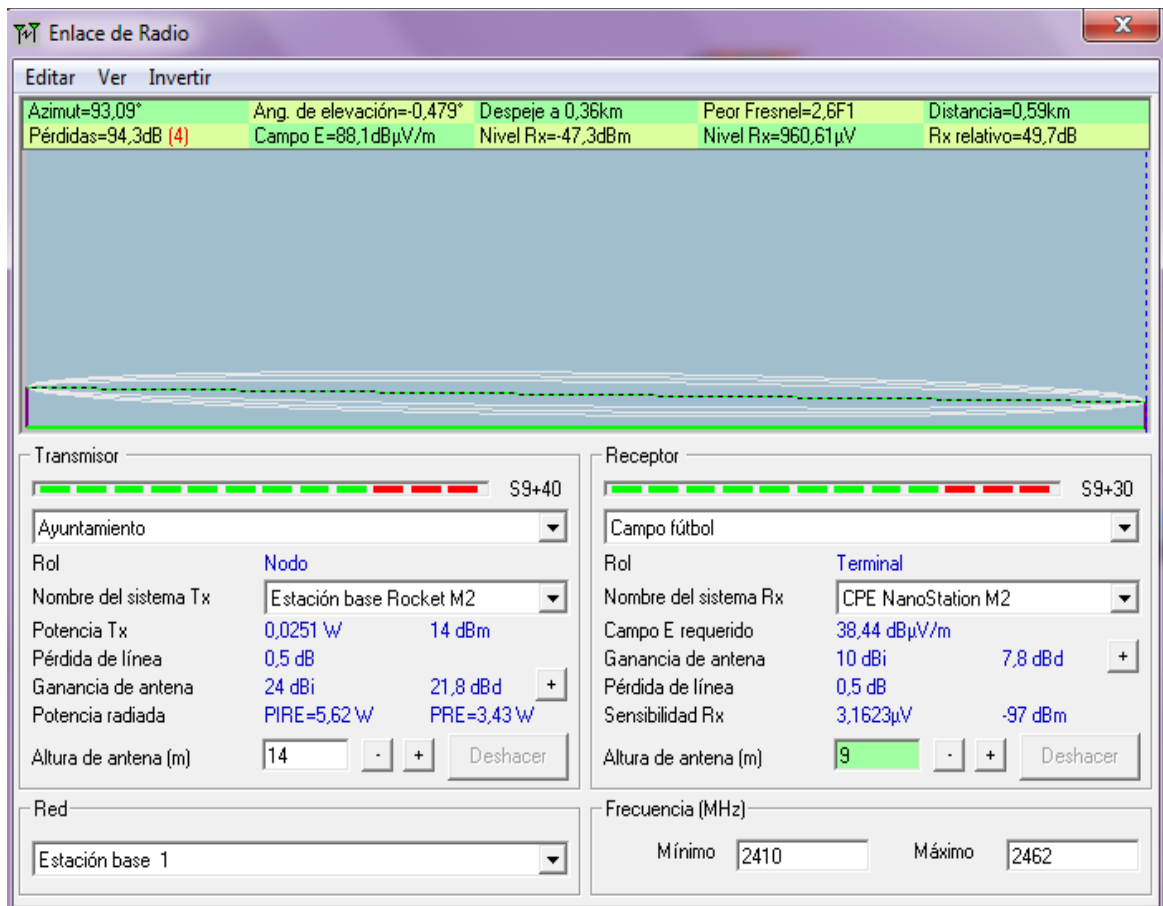 Enlace de Radio
X
Editar Ver Invertir
Azimut=93,09° Ang. de elevación=-0,479° Despeje a 0,36km Peor Fresnel=2,6F1 Distancia=0,59km
Pérdidas=94,3dB (4) Campo E=88,1dBµV/m Nivel Rx=-47,3dBm Nivel Rx=960,61µV Rx relativo=49,7dB
Transmisor
S9+40
Ayuntamiento
Rol Nodo
Nombre del sistema Tx Estación base Rocket M2
Potencia Tx 0,0251 W 14 dBm
Pérdida de línea 0,5 dB
Ganancia de antena 24 dBi 21,8 dBd +
Potencia radiada PIRE=5,62 W PRE=3,43 W
Altura de antena (m) 14 - + Deshacer
Receptor
S9+30
Campo fútbol
Rol Terminal
Nombre del sistema Rx CPE NanoStation M2
Campo E requerido 38,44 dBµV/m
Ganancia de antena 10 dBi 7,8 dBd +
Pérdida de línea 0,5 dB
Sensibilidad Rx 3,1623µV -97 dBm
Altura de antena (m) 9 - + Deshacer
Red
Estación base 1
Frecuencia (MHz)
Mínimo 2410 Máximo 2462